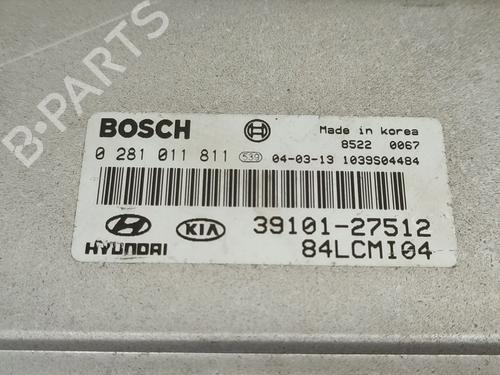 B-PARTS
BOSCH
Made in korea
8522 0067
0 281 011 811 539 04-03-13 1039S04484
HYUNDAI KIA 39101-27512
84LCMI04